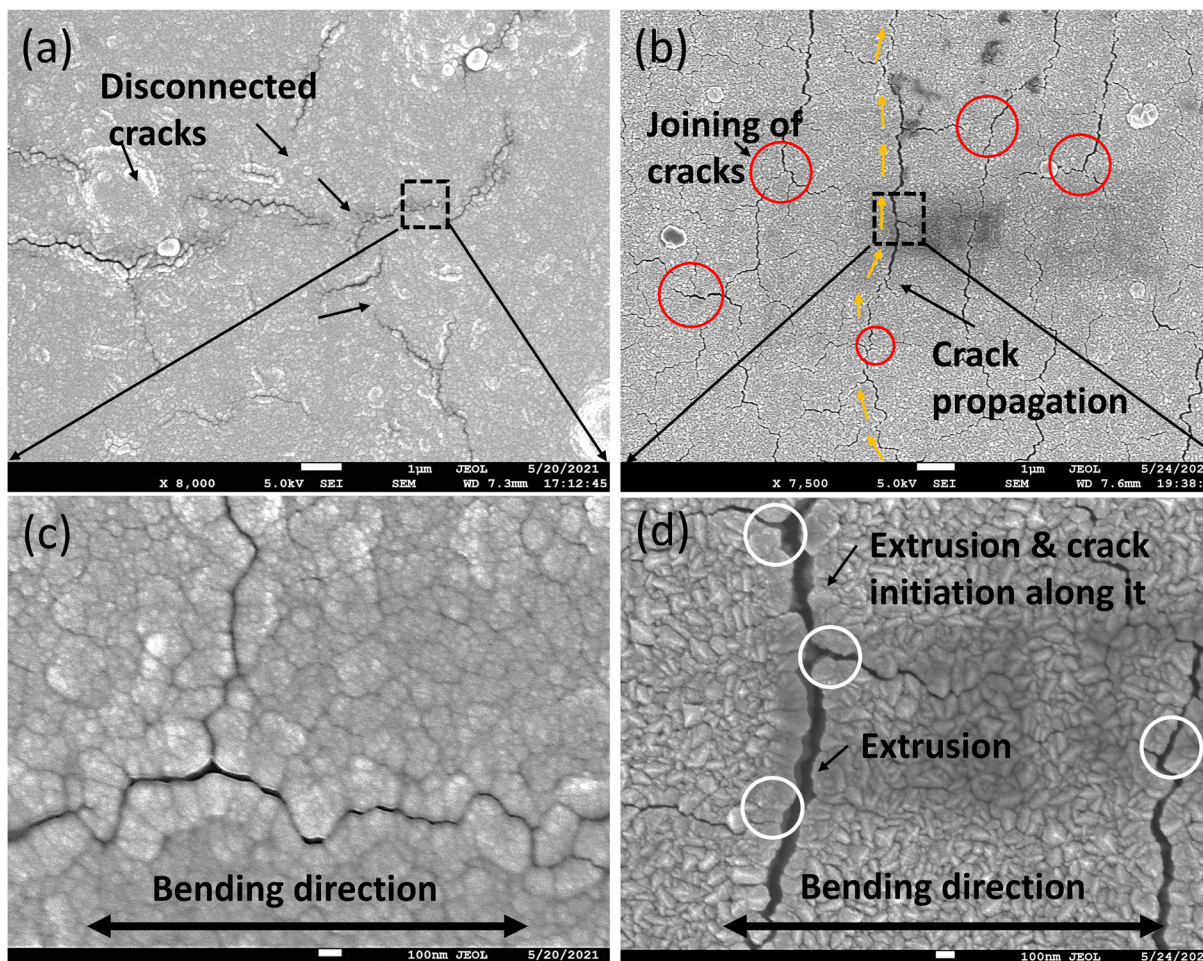 (a)
Disconnected
cracks
1μm JEOL 5/20/2021
X 8,000 5.0kV SEI SEM WD 7.3mm 17:12:45
(b)
Joining of
cracks
Crack
propagation
1μm JEOL 5/24/202
X 7,500 5.0kV SEI SEM WD 7.6mm 19:38:
(c)
Bending direction
100nm JEOL 5/20/2021
(d)
Extrusion & crack
initiation along it
Extrusion
Bending direction
100nm JEOL 5/24/202